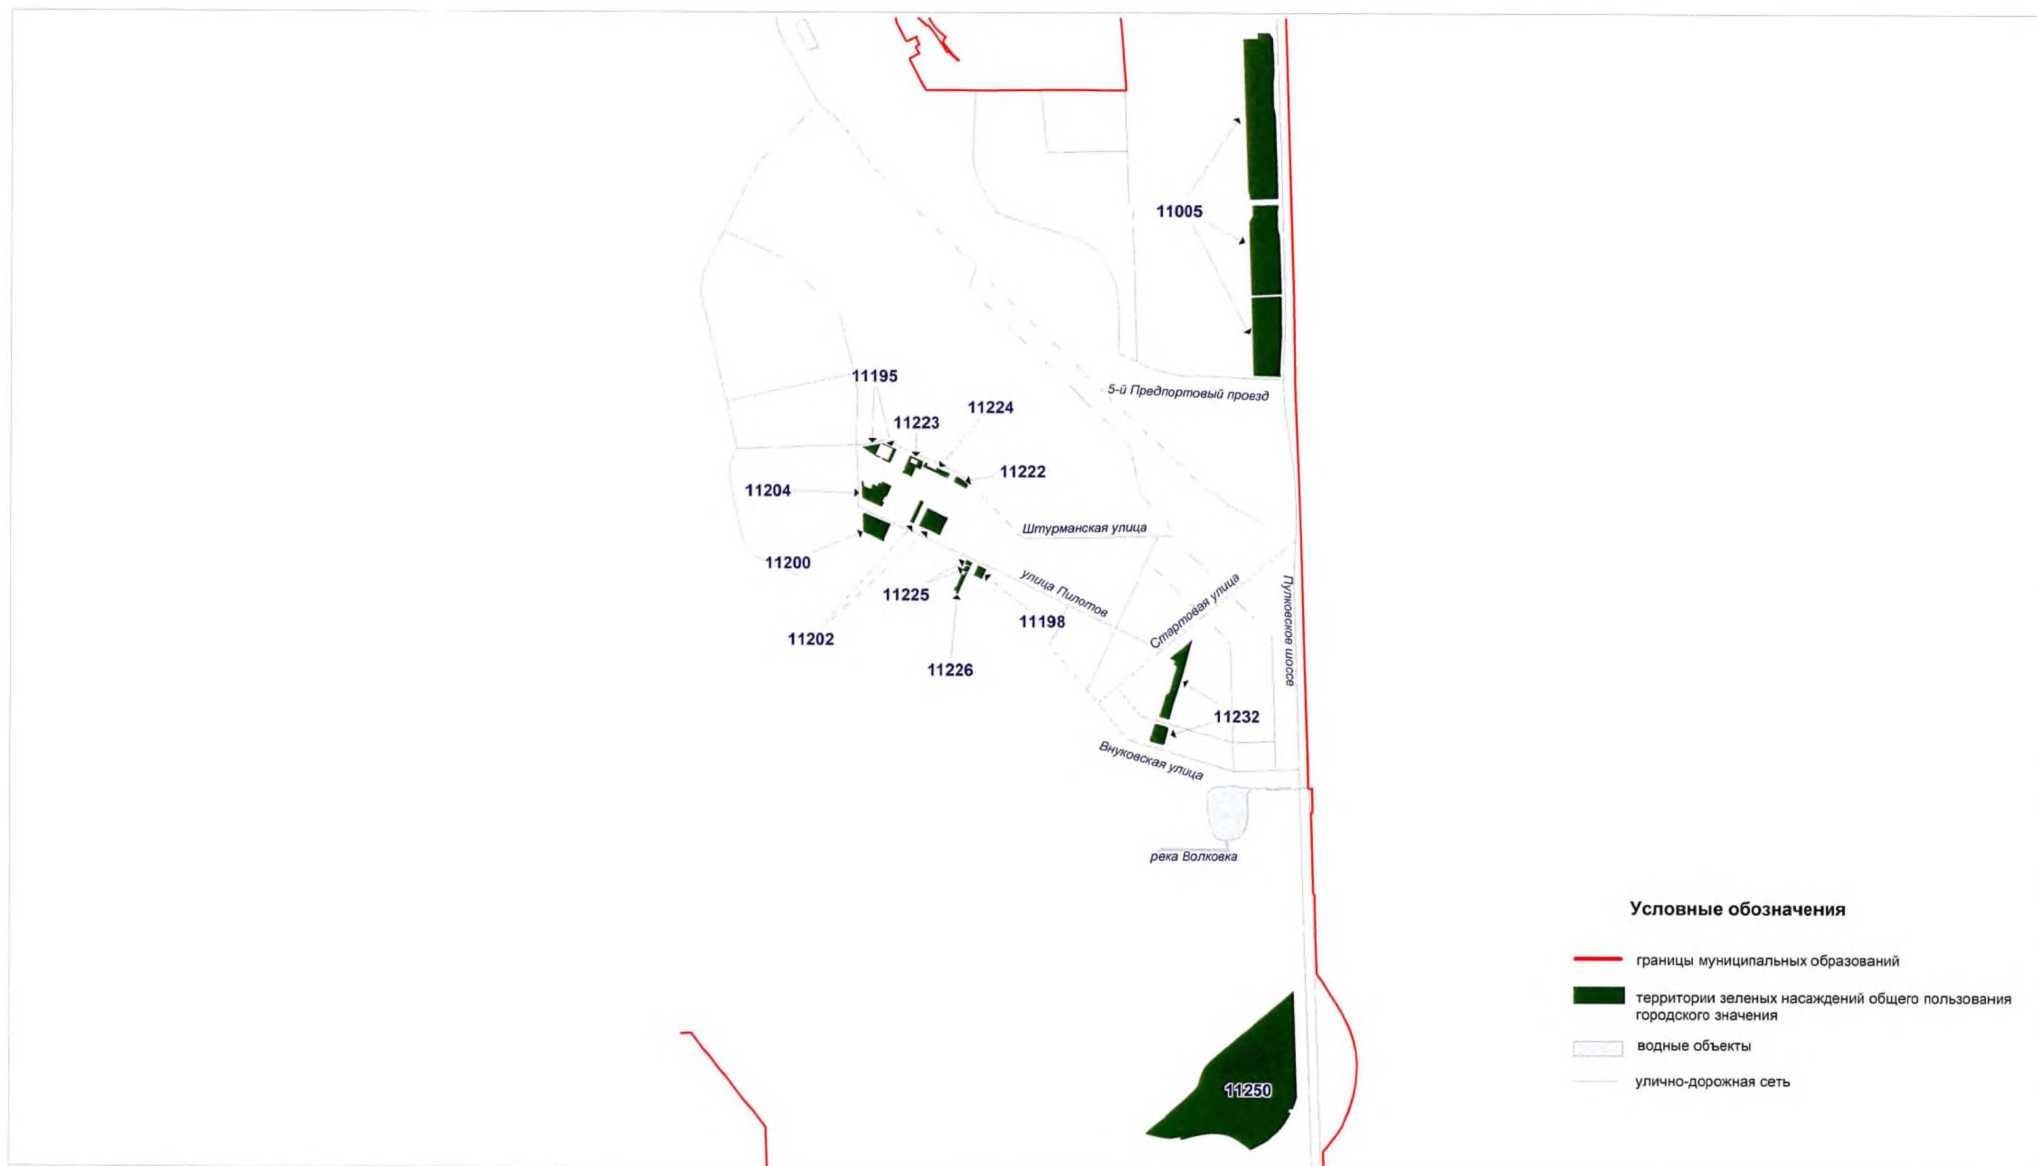 11005
5-й Предпортовый проезд
11195
11223
11224
11222
11204
Штурманская улица
11200
11225
улица Пилотов
11198
11202
11226
Стартовая улица
Пулковское шоссе
11232
Внуковская улица
река Волковка
11250
Условные обозначения
границы муниципальных образований
территории зеленых насаждений общего пользования
городского значения
водные объекты
улично-дорожная сеть